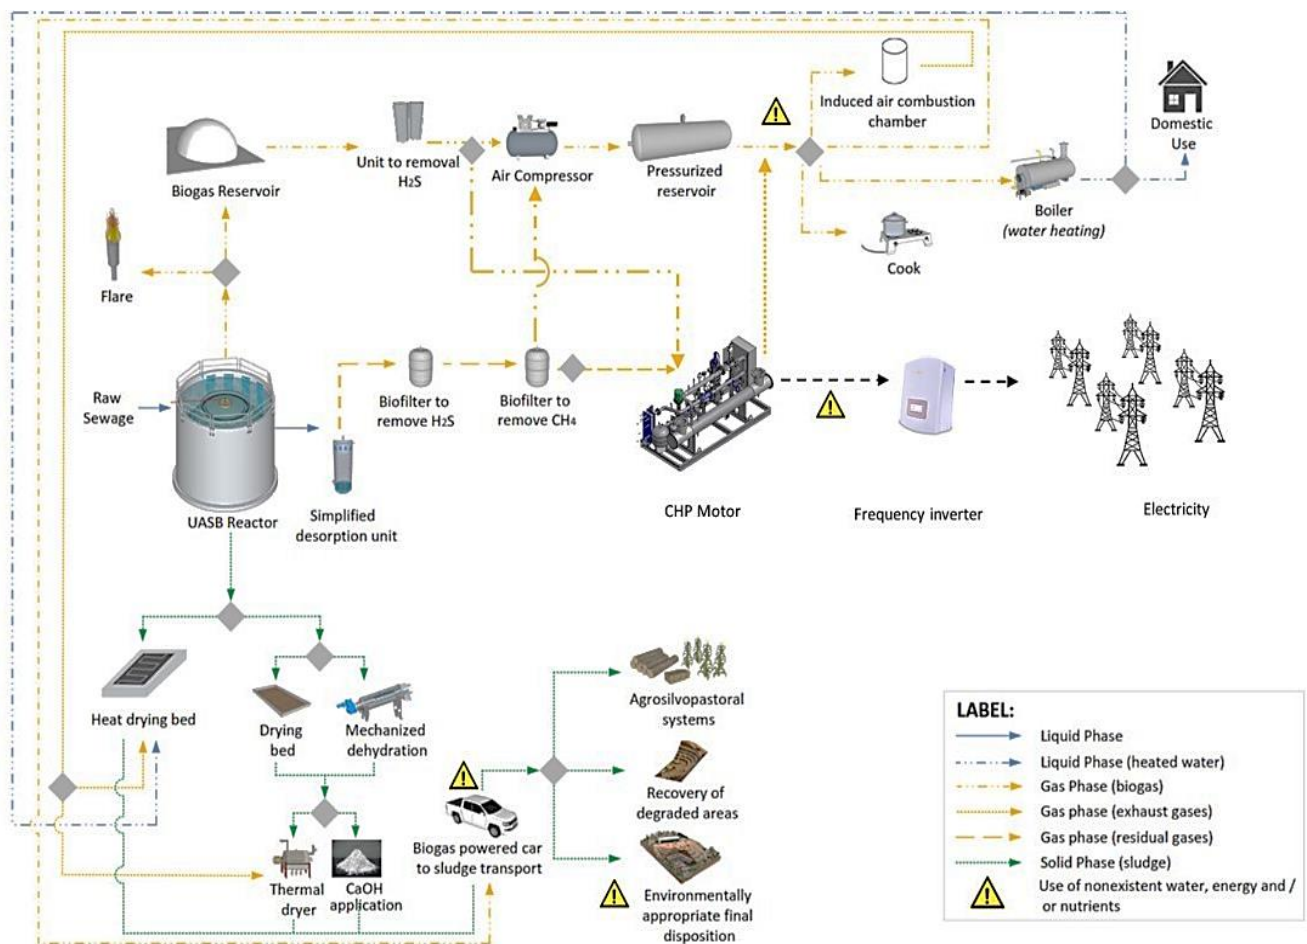 Induced air combustion
chamber
Domestic
Use
Unit to removal
H2S
Air Compressor
Pressurized
reservoir
Biogas Reservoir
Boiler
(water heating)
Cook
Flare
Raw
Sewage
Biofilter to
remove H2S
Biofilter to
remove CH4
UASB Reactor
Simplified
desorption unit
CHP Motor
Frequency inverter
Electricity
Heat drying bed
Drying
bed
Mechanized
dehydration
Thermal
dryer
CaOH
application
Biogas powered car
to sludge transport
Agrosilvopastoral
systems
Recovery of
degraded areas
Environmentally
appropriate final
disposition
LABEL:
Liquid Phase
Liquid Phase (heated water)
Gas Phase (biogas)
Gas phase (exhaust gases)
Gas phase (residual gases)
Solid Phase (sludge)
Use of nonexistent water, energy and /
or nutrients